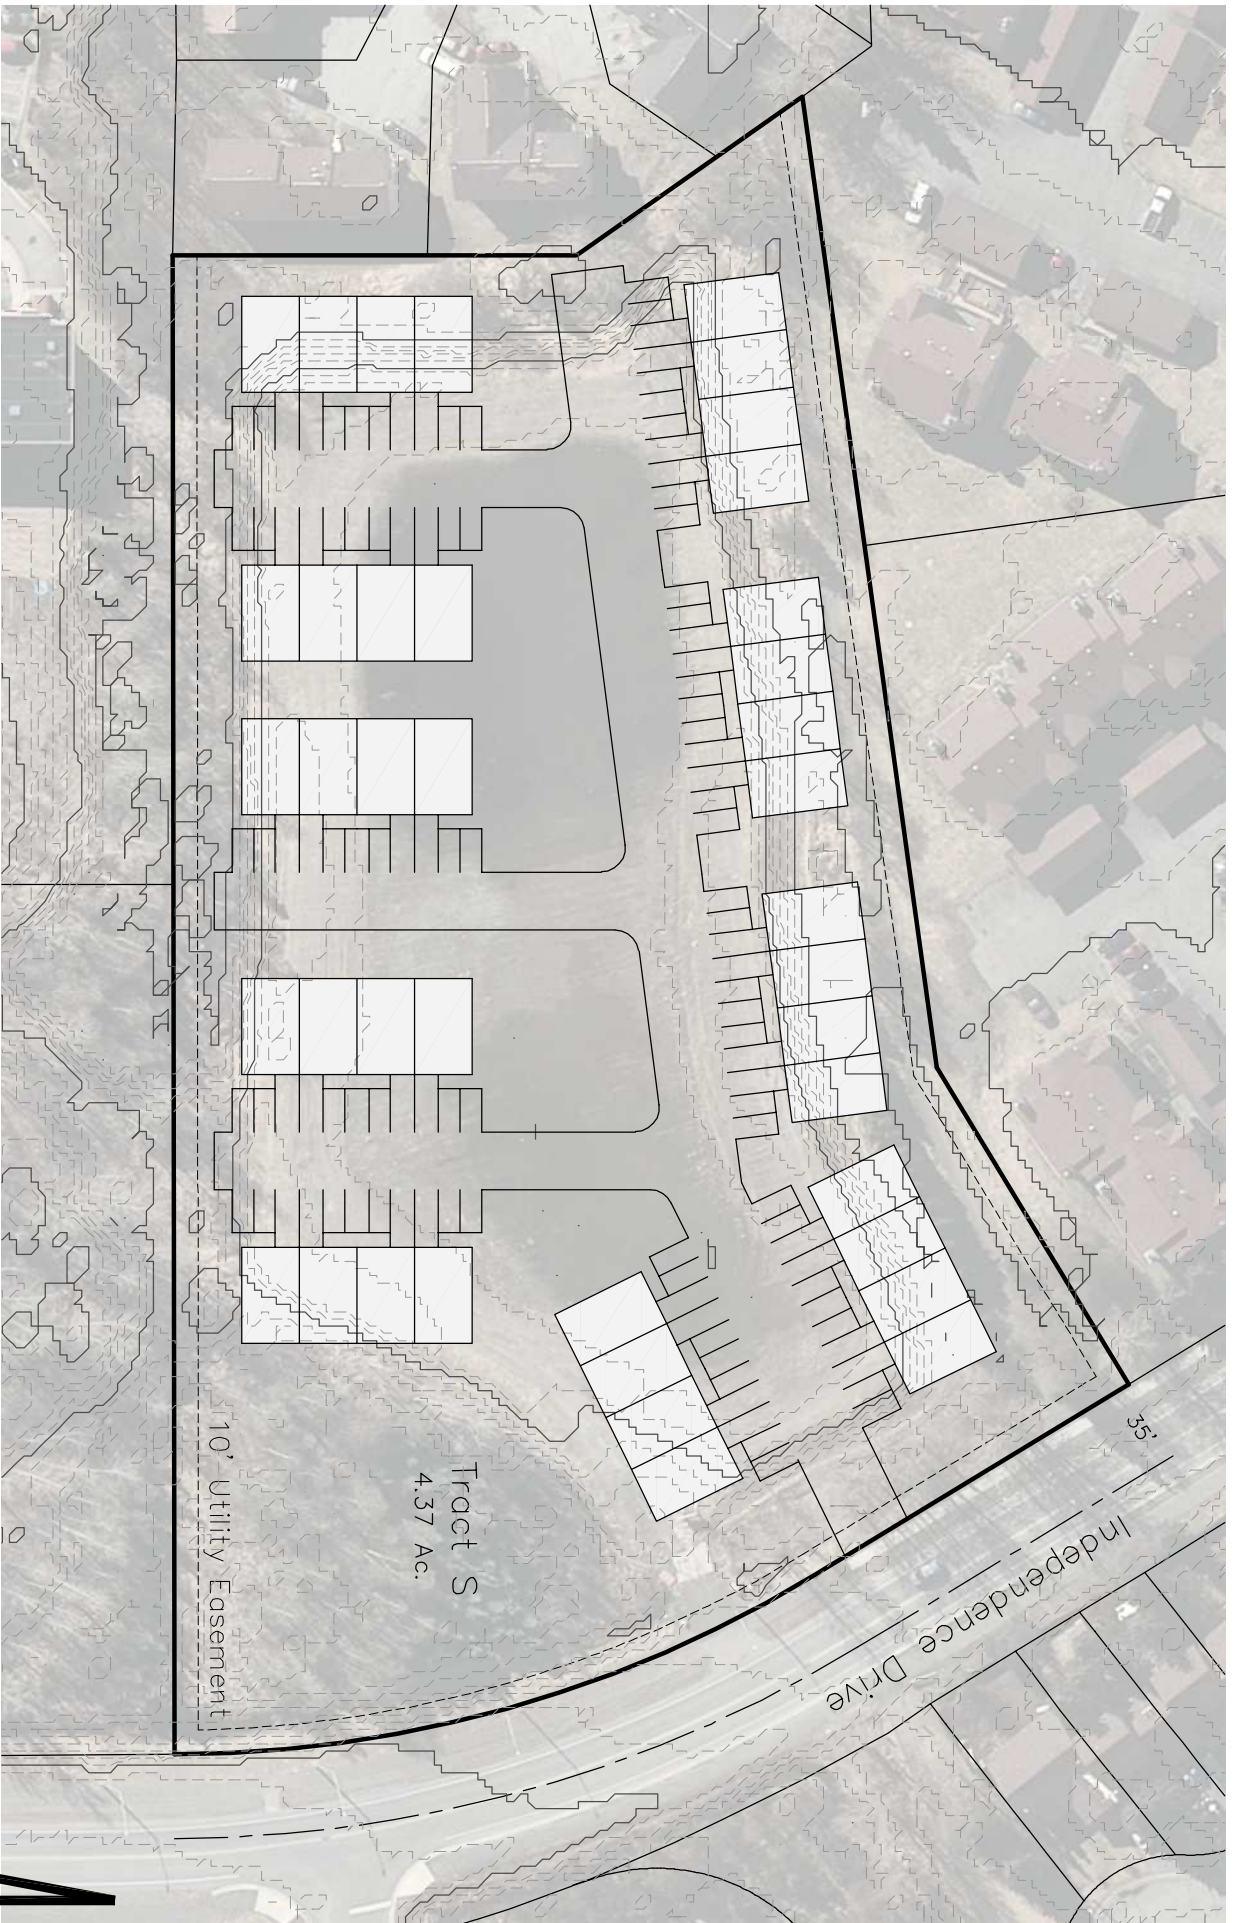 35'
Independence Drive
Tract S
4.37 Ac.
10' Utility Easement